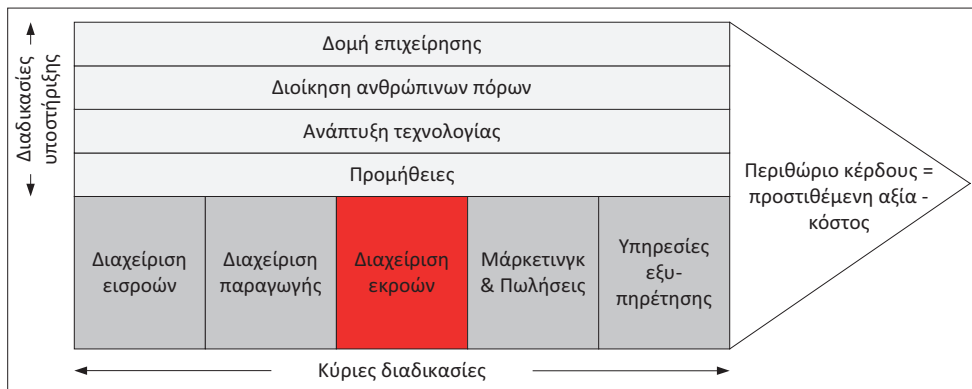 Διαδικασίες
υποστήριξης
Δομή επιχείρησης
Διοίκηση ανθρώπινων πόρων
Ανάπτυξη τεχνολογίας
Προμήθειες
Διαχείριση
εισροών
Διαχείριση
παραγωγής
Διαχείριση
εκροών
Μάρκετινγκ
& Πωλήσεις
Υπηρεσίες
εξυ-
πηρέτησης
Περιθώριο κέρδους =
προστιθέμενη αξία -
κόστος
Κύριες διαδικασίες